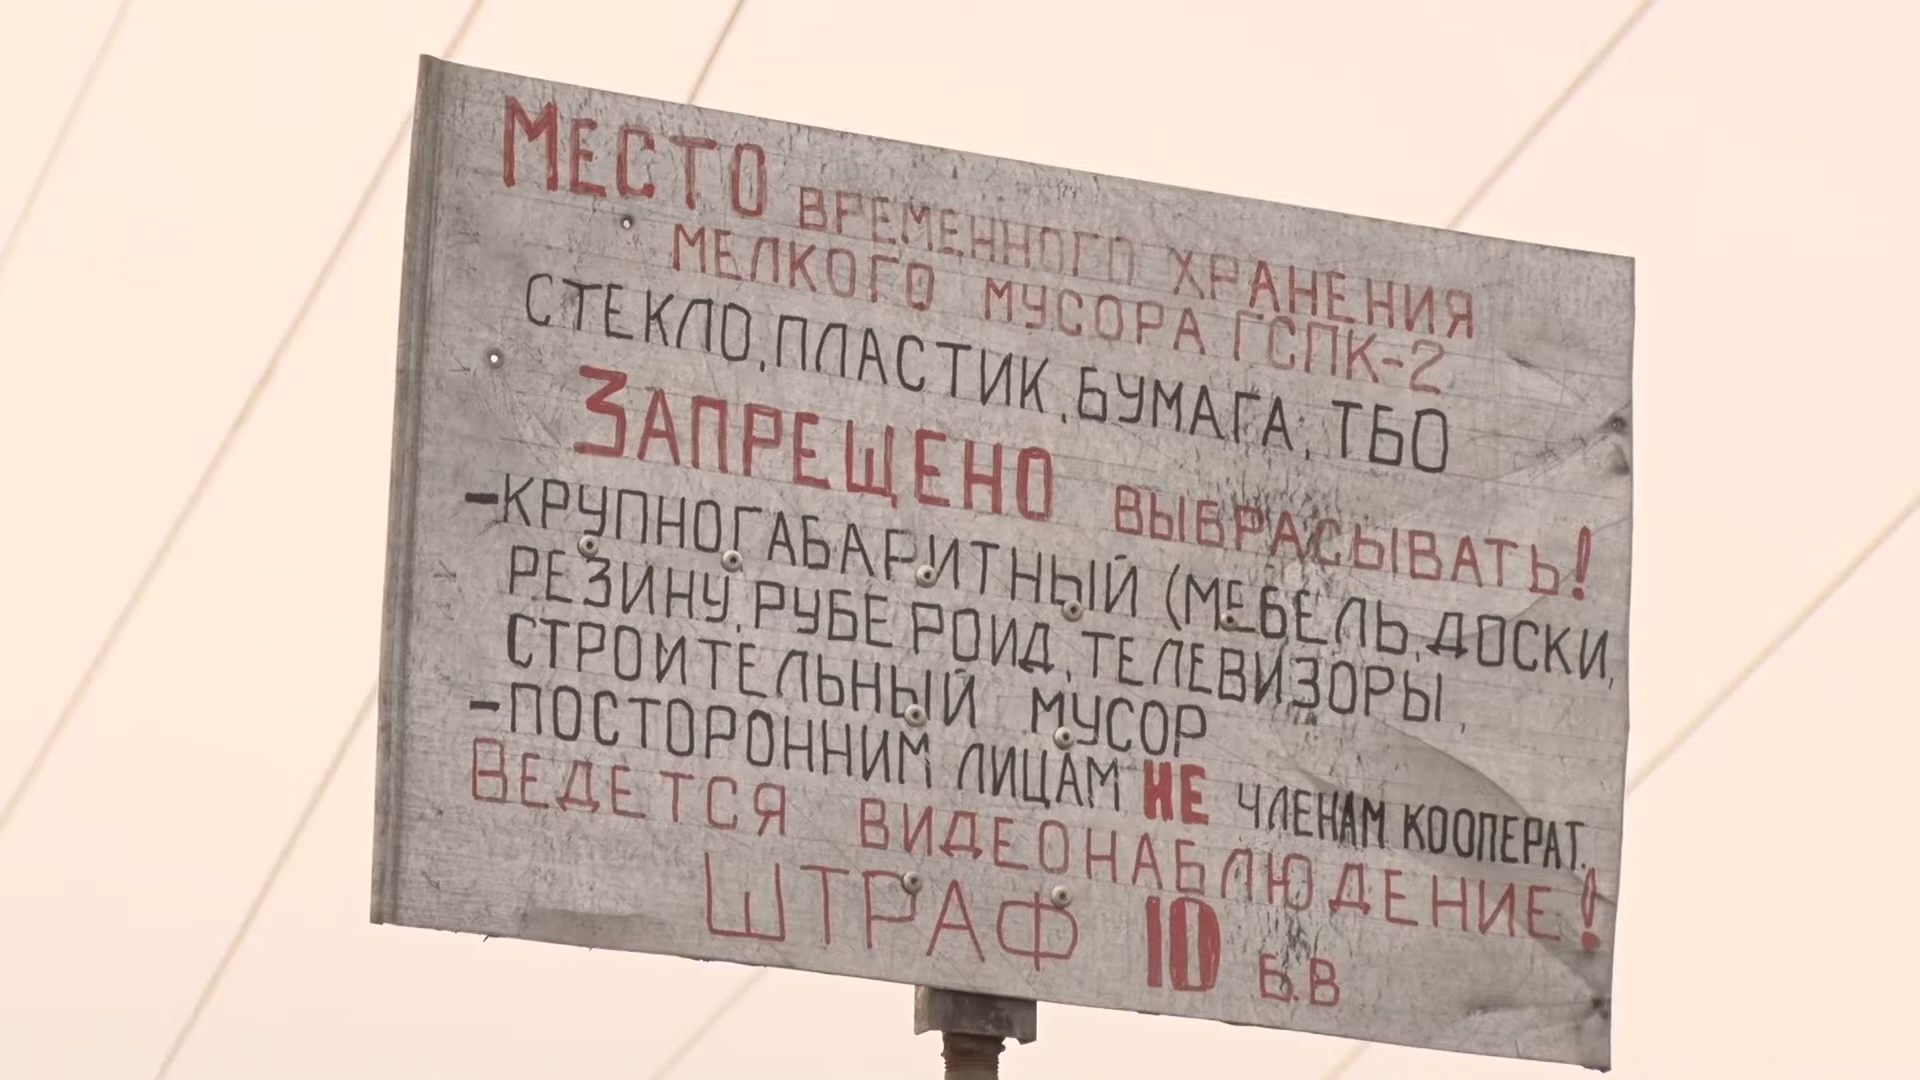 МЕСТО ВРЕМЕННОГО ХРАНЕНИЯ
МЕЛКОГО МУСОРА ГСПК-2
СТЕКЛО, ПЛАСТИК, БУМАГА, ТБО
ЗАПРЕЩЕНО ВЫБРАСЫВАТЬ!
-КРУПНОГАБАРИТНЫЙ (МЕБЕЛЬ, ДОСКИ,
РЕЗИНУ, РУБЕРОИД, ТЕЛЕВИЗОРЫ,
СТРОИТЕЛЬНЫЙ МУСОР
-ПОСТОРОННИМ ЛИЦАМ НЕ ЧЛЕНАМ КООПЕРАТ.
ВЕДЕТСЯ ВИДЕОНАБЛЮДЕНИЕ!
ШТРАФ 10 Б.В